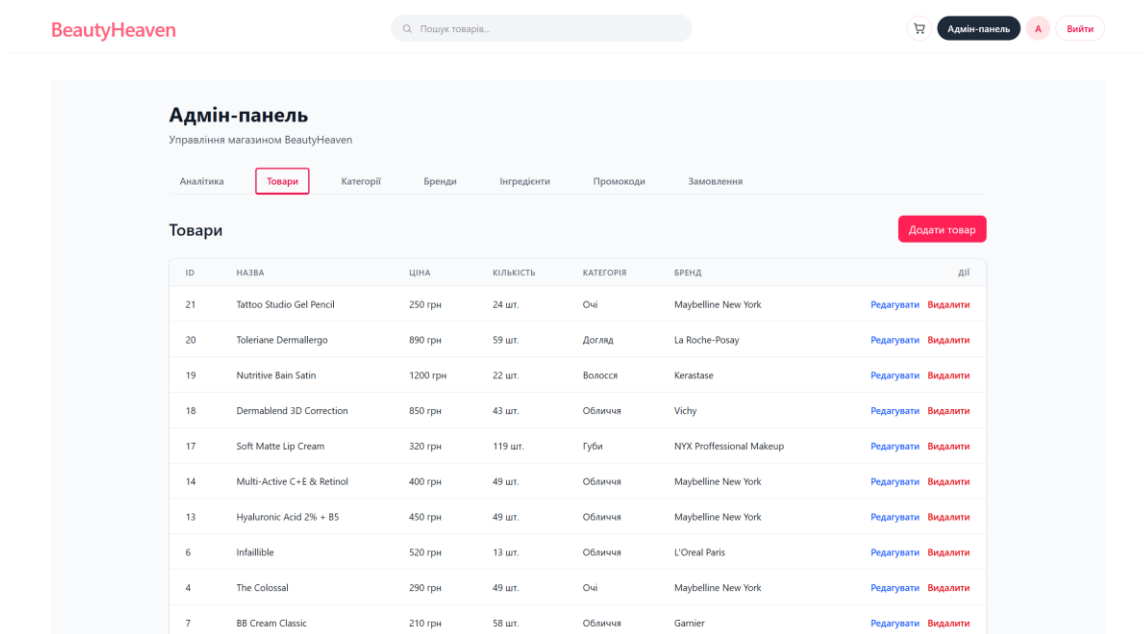 BeautyHeaven Пошук товарів... Адмін-панель А Вийти
Адмін-панель
Управління магазином BeautyHeaven
Аналітика Товари Категорії Бренди Інгредієнти Промокоди Замовлення
Товари Додати товар
ID НАЗВА ЦІНА КІЛЬКІСТЬ КАТЕГОРІЯ БРЕНД ДІЇ
21 Tattoo Studio Gel Pencil 250 грн 24 шт. Очі Maybelline New York Редагувати Видалити
20 Toleriane Dermallergo 890 грн 59 шт. Догляд La Roche-Posay Редагувати Видалити
19 Nutritive Bain Satin 1200 грн 22 шт. Волосся Kerastase Редагувати Видалити
18 Dermablend 3D Correction 850 грн 43 шт. Обличчя Vichy Редагувати Видалити
17 Soft Matte Lip Cream 320 грн 119 шт. Губи NYX Proffessional Makeup Редагувати Видалити
14 Multi-Active C+E & Retinol 400 грн 49 шт. Обличчя Maybelline New York Редагувати Видалити
13 Hyaluronic Acid 2% + B5 450 грн 49 шт. Обличчя Maybelline New York Редагувати Видалити
6 Infaillible 520 грн 13 шт. Обличчя L'Oreal Paris Редагувати Видалити
4 The Colossal 290 грн 49 шт. Очі Maybelline New York Редагувати Видалити
7 BB Cream Classic 210 грн 58 шт. Обличчя Garnier Редагувати Видалити